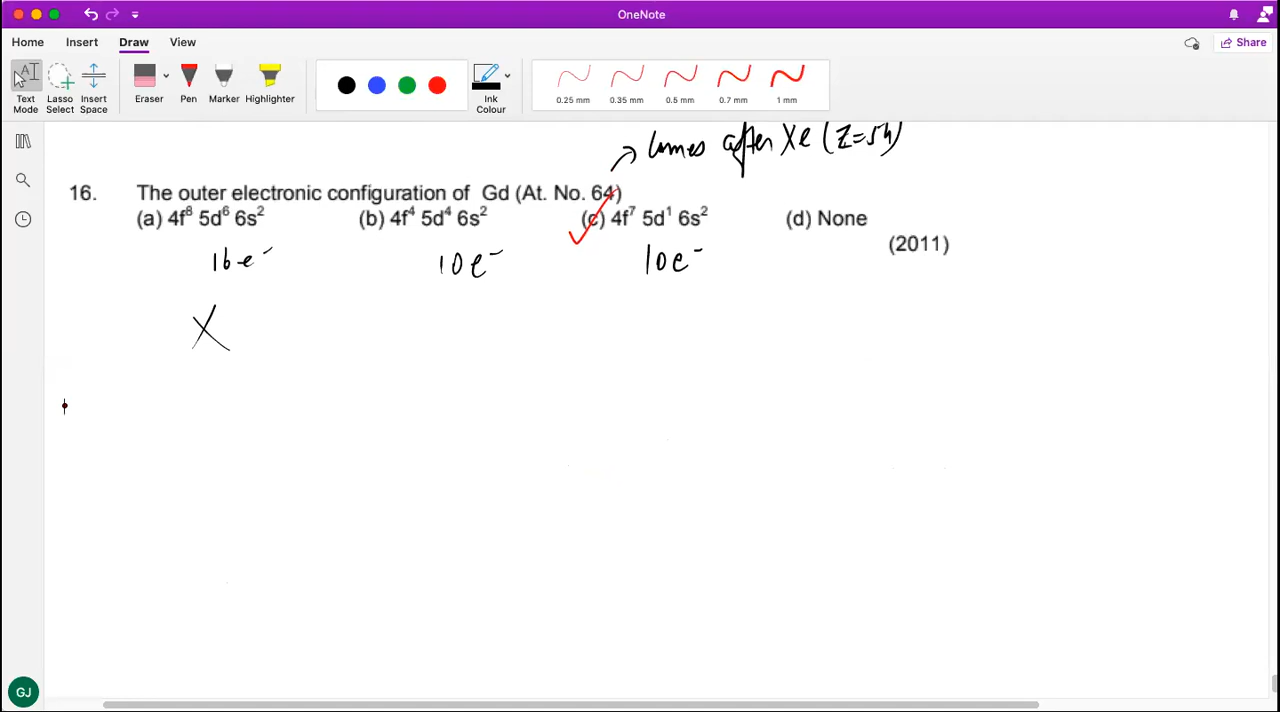 OneNote
Home Insert Draw View
Share
Text Mode
Lasso Select
Insert Space
Eraser
Pen
Marker
Highlighter
Ink Colour
0.25 mm
0.35 mm
0.5 mm
0.7 mm
1 mm
comes after Xe (Z=54)
16. The outer electronic configuration of Gd (At. No. 64)
(a) 4f⁸ 5d⁶ 6s² (b) 4f⁴ 5d⁴ 6s² (c) 4f⁷ 5d¹ 6s² (d) None
(2011)
16e⁻ 10e⁻ 10e⁻
X
GJ